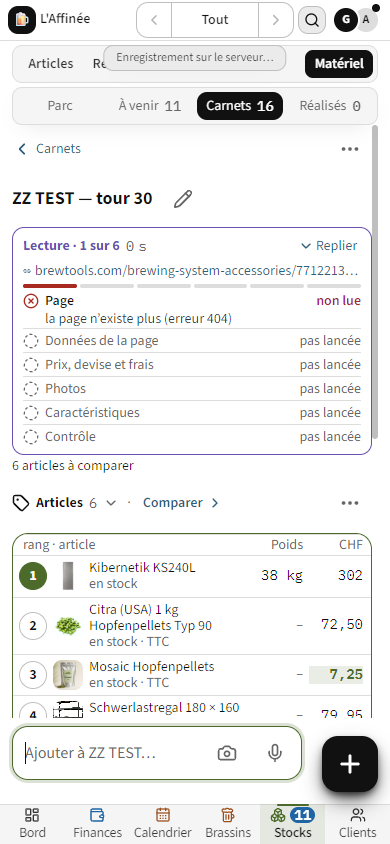 L'Affinée
Tout
G
A
Articles
Enregistrement sur le serveur…
Matériel
Parc
À venir 11
Carnets 16
Réalisés 0
Carnets
ZZ TEST — tour 30
Lecture · 1 sur 6 0 s
Replier
brewtools.com/brewing-system-accessories/7712213…
Page
non lue
la page n'existe plus (erreur 404)
Données de la page
pas lancée
Prix, devise et frais
pas lancée
Photos
pas lancée
Caractéristiques
pas lancée
Contrôle
pas lancée
6 articles à comparer
Articles 6
· Comparer
rang · article
Poids
CHF
1
Kibernetik KS240L
38 kg
302
en stock
2
Citra (USA) 1 kg
Hopfenpellets Typ 90
–
72,50
en stock · TTC
3
Mosaic Hopfenpellets
–
7,25
en stock · TTC
4
Schwerlastregal 180 × 160
–
79,95
Ajouter à ZZ TEST…
Bord
Finances
Calendrier
Brassins
11
Stocks
Clients